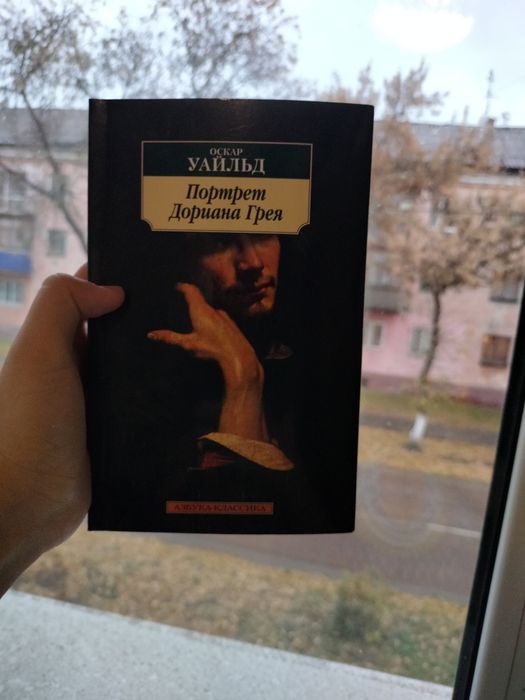 ОСКАР
УАЙЛЬД
Портрет
Дориана Грея
АЗБУКА-КЛАССИКА